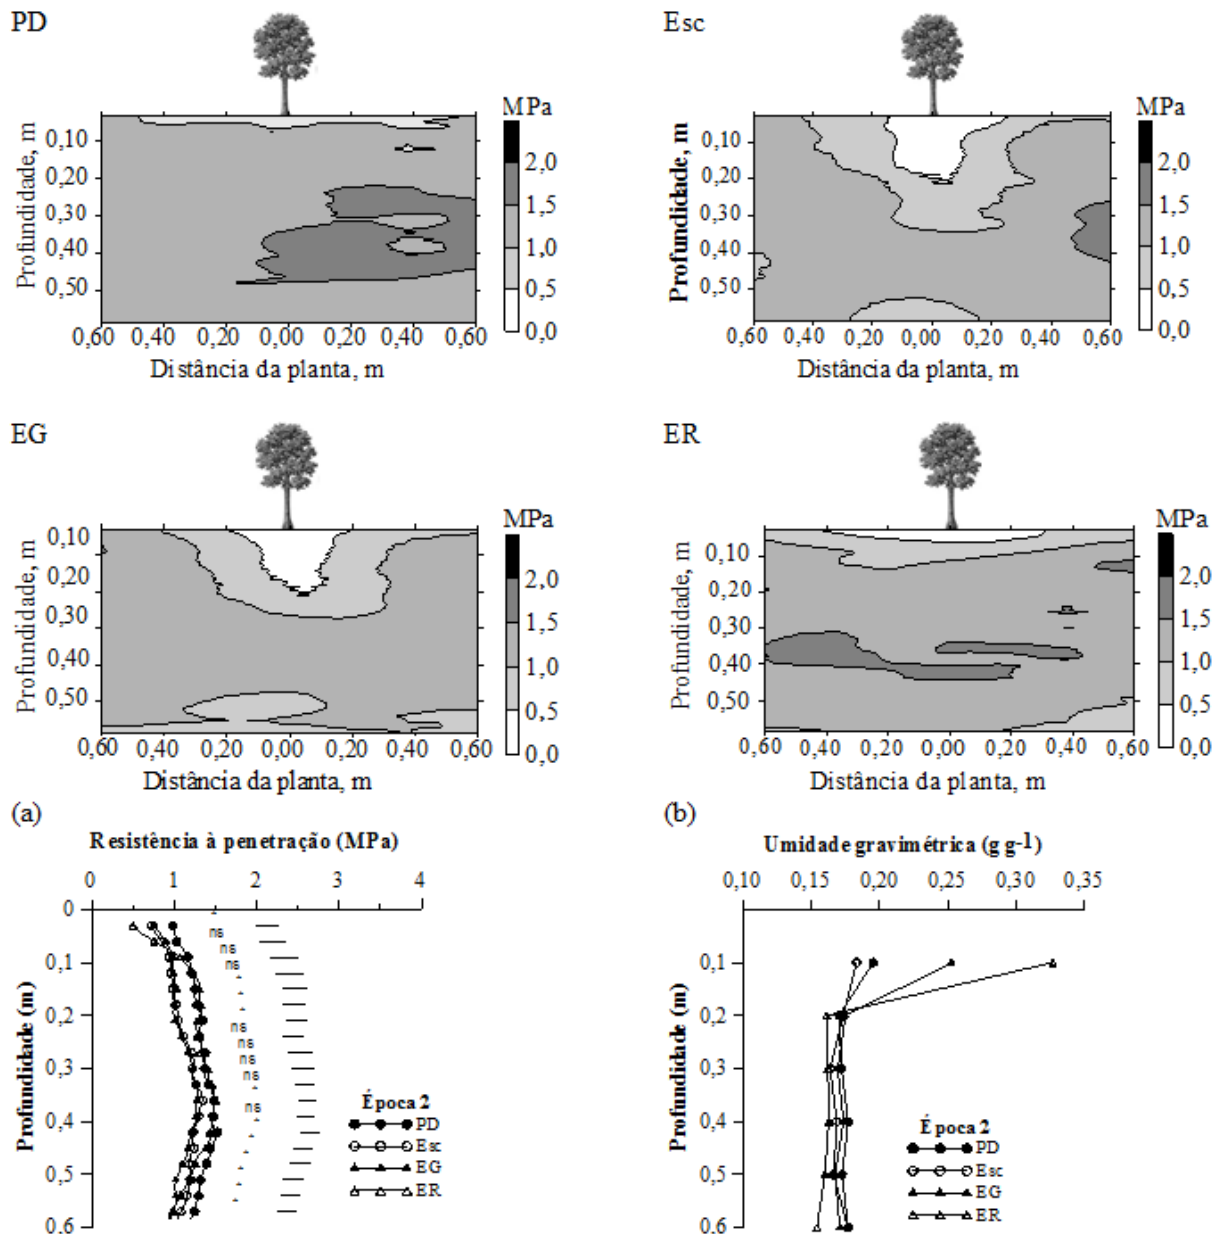 PD
MPa
Profundidade, m
0,10
0,20
0,30
0,40
0,50
2,0
1,5
1,0
0,5
0,0
0,60 0,40 0,20 0,00 0,20 0,40 0,60
Distância da planta, m
Esc
MPa
Profundidade, m
0,10
0,20
0,30
0,40
0,50
2,0
1,5
1,0
0,5
0,0
0,60 0,40 0,20 0,00 0,20 0,40 0,60
Distância da planta, m
EG
MPa
Profundidade, m
0,10
0,20
0,30
0,40
0,50
2,0
1,5
1,0
0,5
0,0
0,60 0,40 0,20 0,00 0,20 0,40 0,60
Distância da planta, m
ER
MPa
Profundidade, m
0,10
0,20
0,30
0,40
0,50
2,0
1,5
1,0
0,5
0,0
0,60 0,40 0,20 0,00 0,20 0,40 0,60
Distância da planta, m
(a)
Resistência à penetração (MPa)
0 1 2 3 4
Profundidade (m)
0
0,1
0,2
0,3
0,4
0,5
0,6
*
ns
ns
ns
*
*
*
ns
ns
ns
ns
*
ns
*
*
*
*
*
*
Época 2
PD
Esc
EG
ER
(b)
Umidade gravimétrica (g g-1)
0,10 0,15 0,20 0,25 0,30 0,35
Profundidade (m)
0,1
0,2
0,3
0,4
0,5
0,6
Época 2
PD
Esc
EG
ER